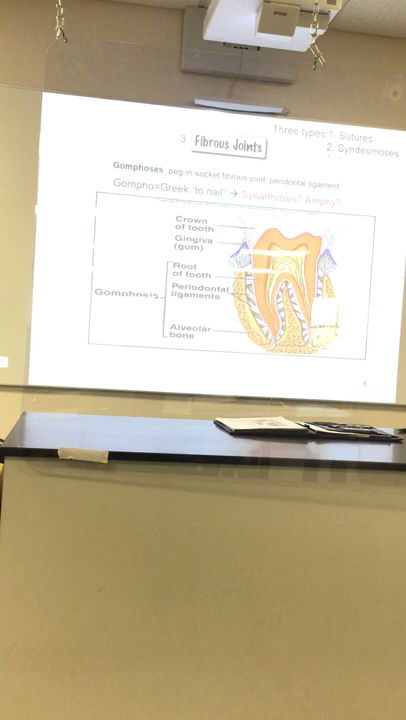 Three types: 1. Sutures
2. Syndesmoses
3. Fibrous Joints
Gomphoses: peg-in-socket fibrous joint, periodontal ligament
Gompho=Greek "to nail" → Synarthrosis? Amphy?
Crown
of tooth
Gingiva
(gum)
Root
of tooth
Gomphosis
Periodontal
ligaments
Alveolar
bone
6